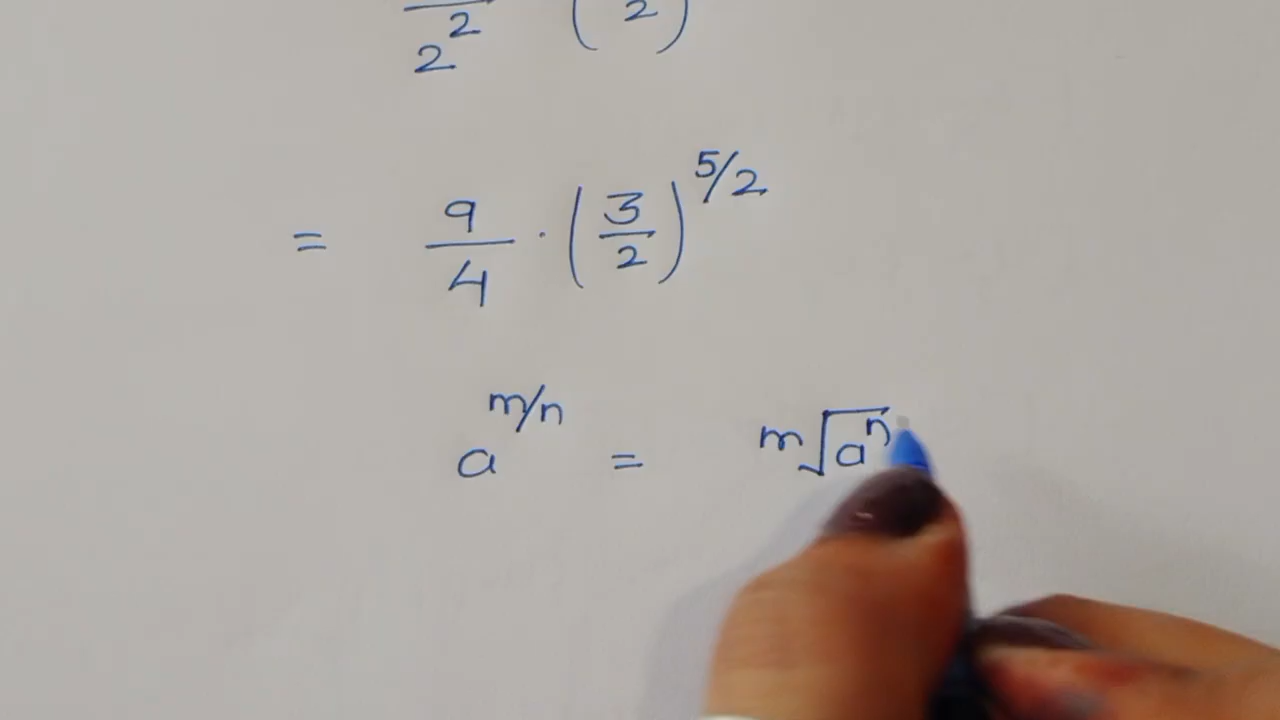 2² ( 2 )
= 9/4 · (3/2)^5/2
a^m/n = m√aⁿ